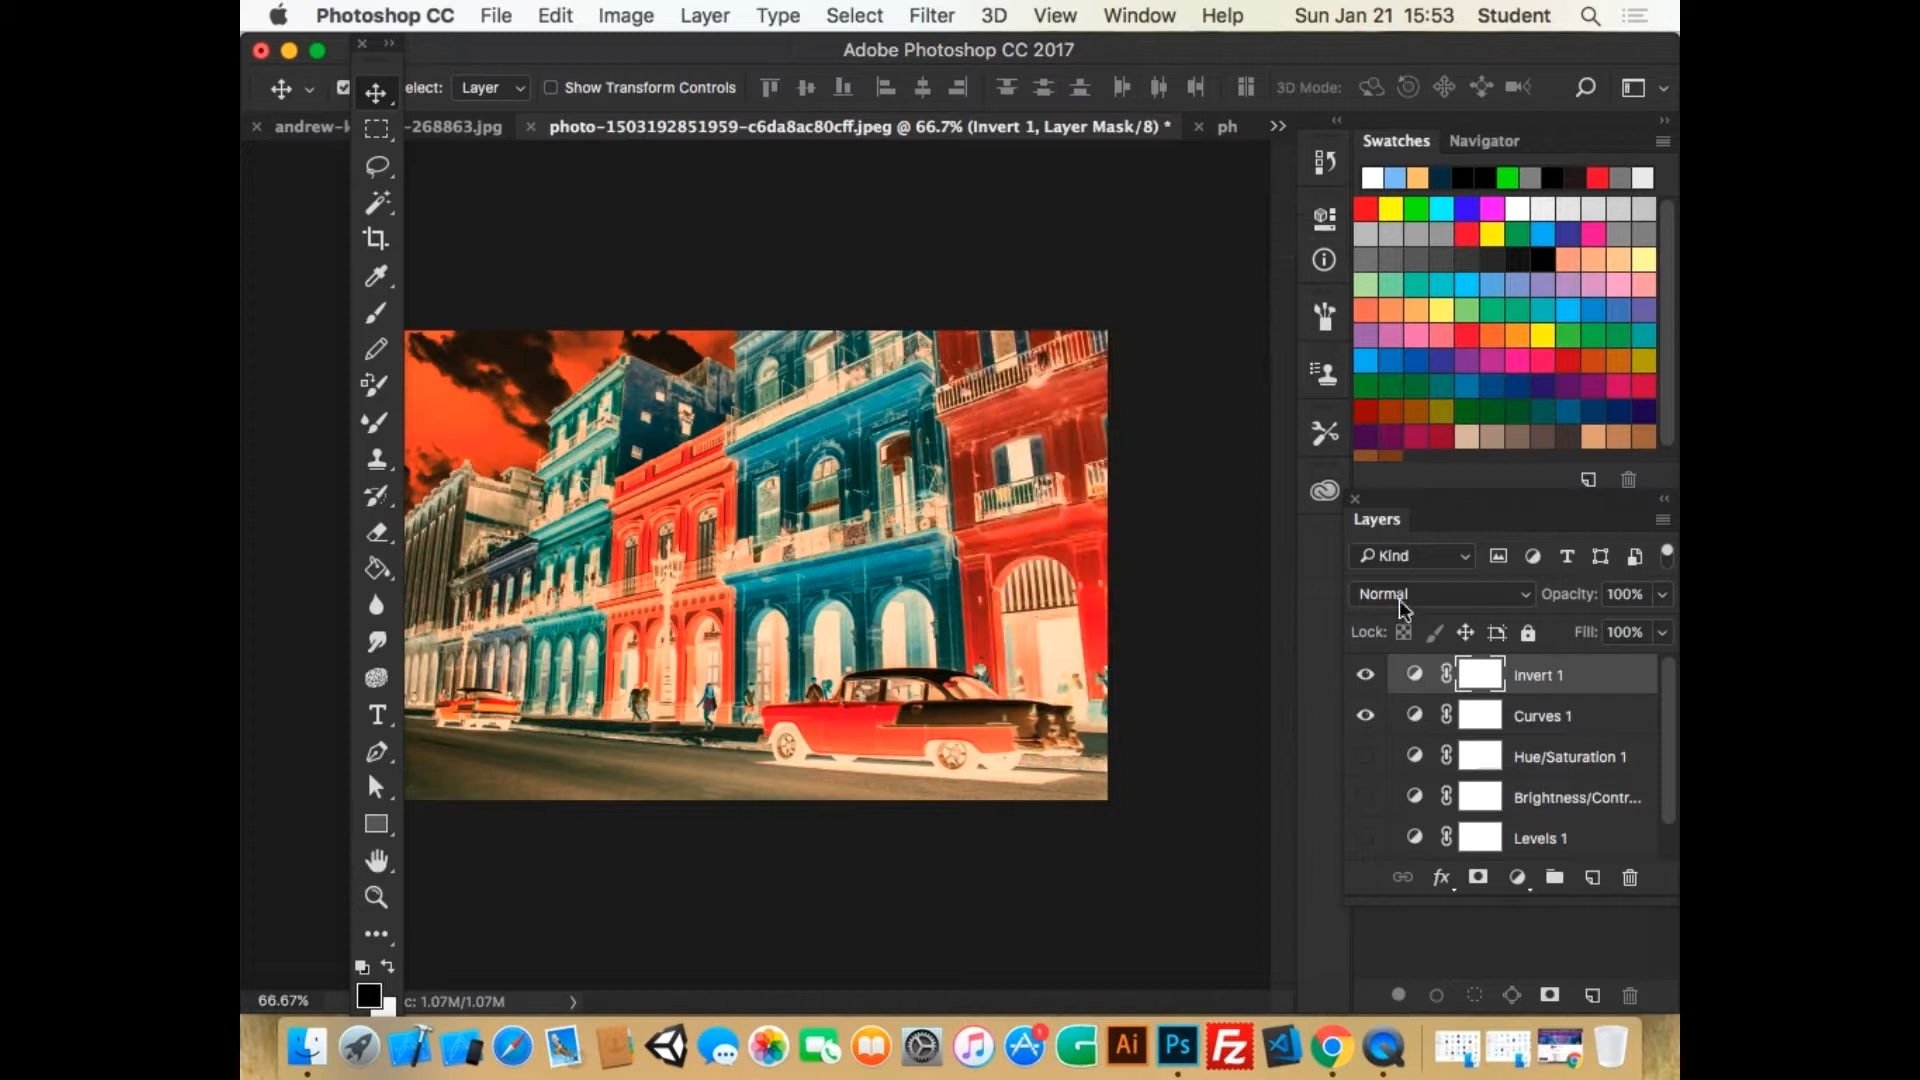 Photoshop CC File Edit Image Layer Type Select Filter 3D View Window Help Sun Jan 21 15:53 Student
Adobe Photoshop CC 2017
elect: Layer Show Transform Controls 3D Mode:
andrew-k -268863.jpg photo-1503192851959-c6da8ac80cff.jpeg @ 66.7% (Invert 1, Layer Mask/8) * ph
Swatches Navigator
Layers
Kind
Normal Opacity: 100%
Lock: Fill: 100%
Invert 1
Curves 1
Hue/Saturation 1
Brightness/Contr...
Levels 1
fx
66.67% c: 1.07M/1.07M
1
Ai Ps Fz